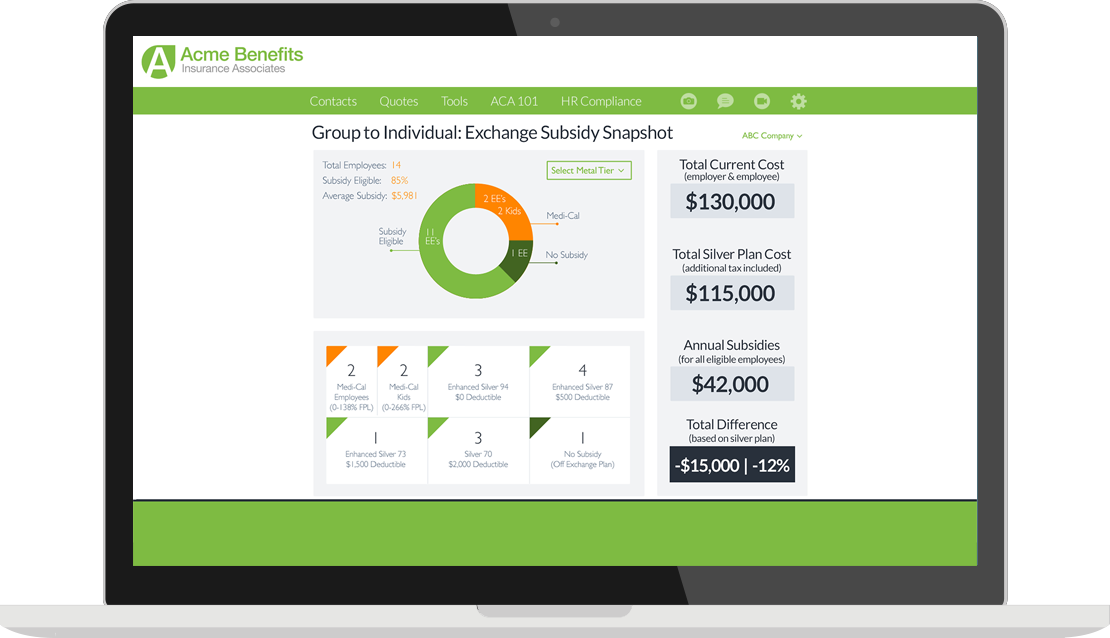 Acme Benefits
Insurance Associates
Contacts Quotes Tools ACA 101 HR Compliance
Group to Individual: Exchange Subsidy Snapshot
ABC Company
Total Employees: 14
Subsidy Eligible: 85%
Average Subsidy: $5,981
Select Metal Tier
2 EE's
2 Kids
Medi-Cal
Subsidy
Eligible
11
EE's
1 EE
No Subsidy
2
Medi-Cal
Employees
(0-138% FPL)
2
Medi-Cal
Kids
(0-266% FPL)
3
Enhanced Silver 94
$0 Deductible
4
Enhanced Silver 87
$500 Deductible
1
Enhanced Silver 73
$1,500 Deductible
3
Silver 70
$2,000 Deductible
1
No Subsidy
(Off Exchange Plan)
Total Current Cost
(employer & employee)
$130,000
Total Silver Plan Cost
(additional tax included)
$115,000
Annual Subsidies
(for all eligible employees)
$42,000
Total Difference
(based on silver plan)
-$15,000 | -12%